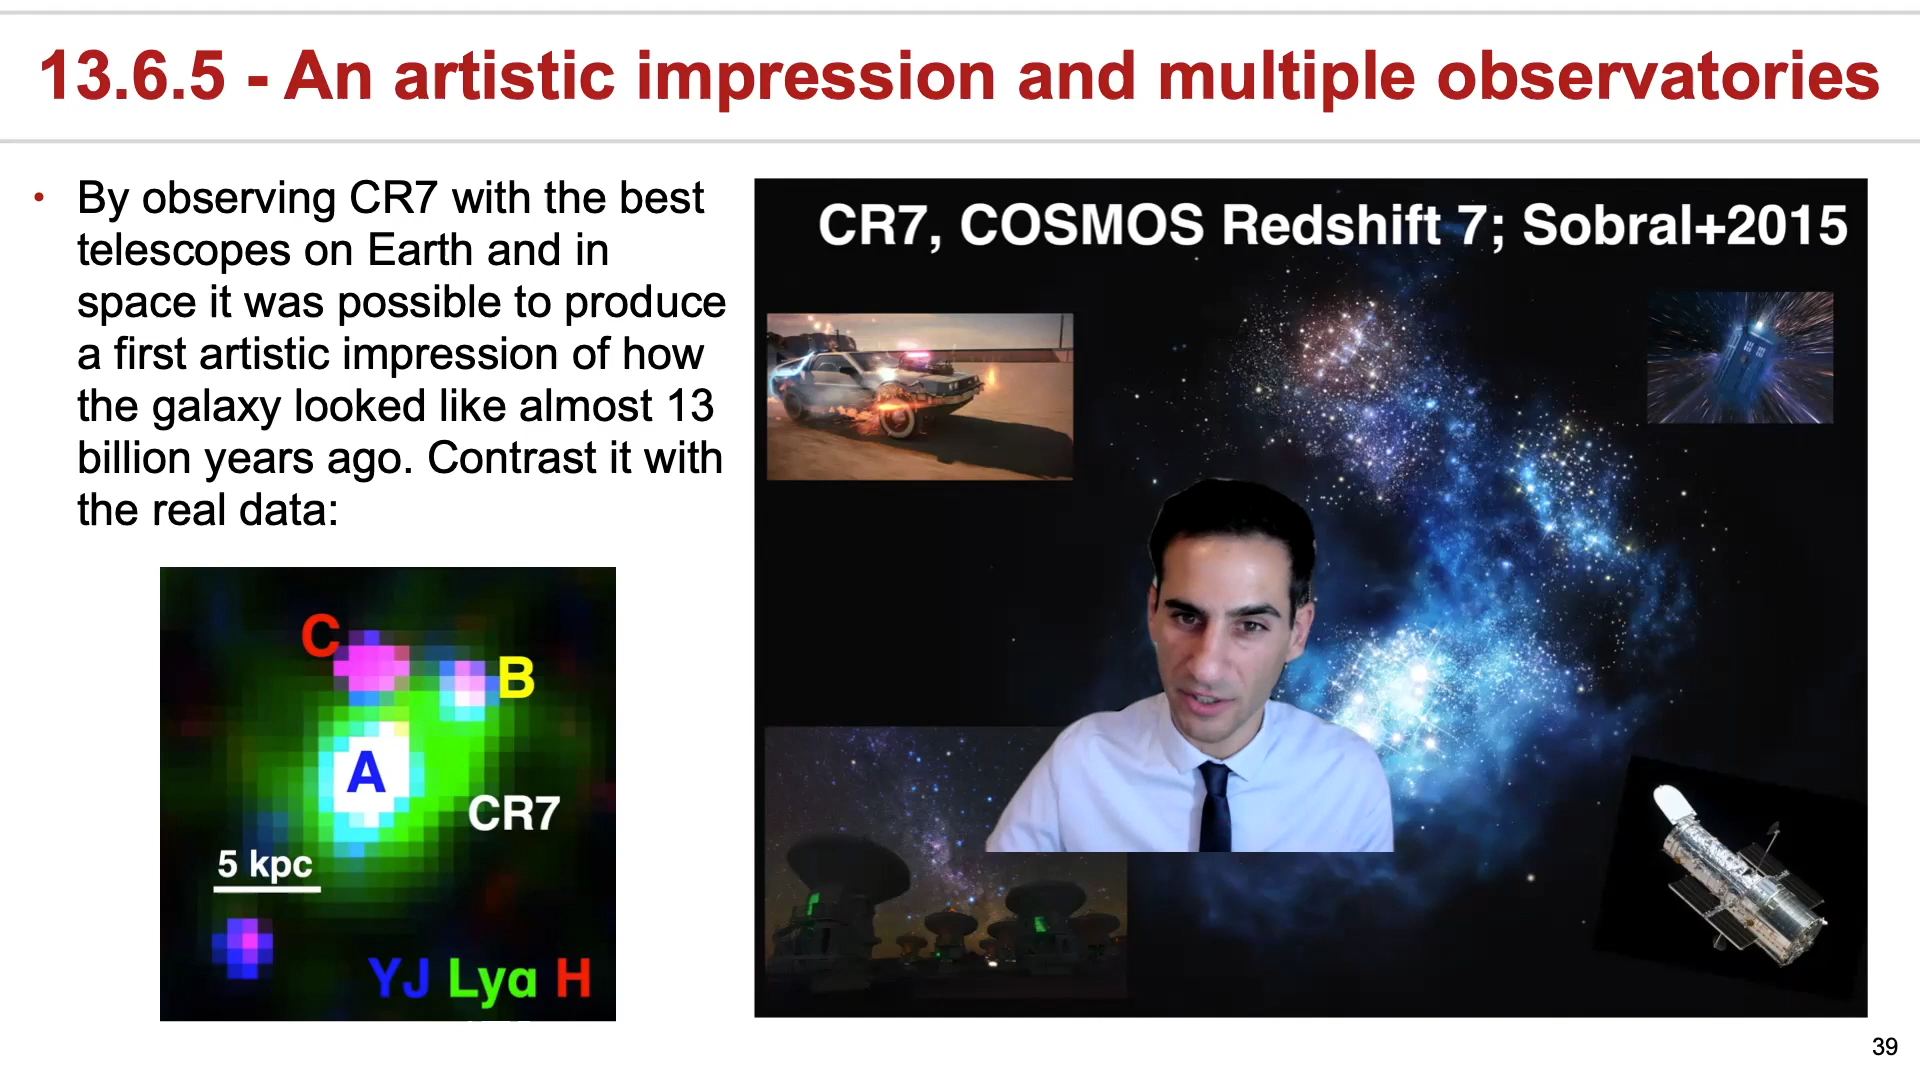 13.6.5 - An artistic impression and multiple observatories
• By observing CR7 with the best
telescopes on Earth and in
space it was possible to produce
a first artistic impression of how
the galaxy looked like almost 13
billion years ago. Contrast it with
the real data:
CR7, COSMOS Redshift 7; Sobral+2015
C
B
A
CR7
5 kpc
YJ Lyα H
39